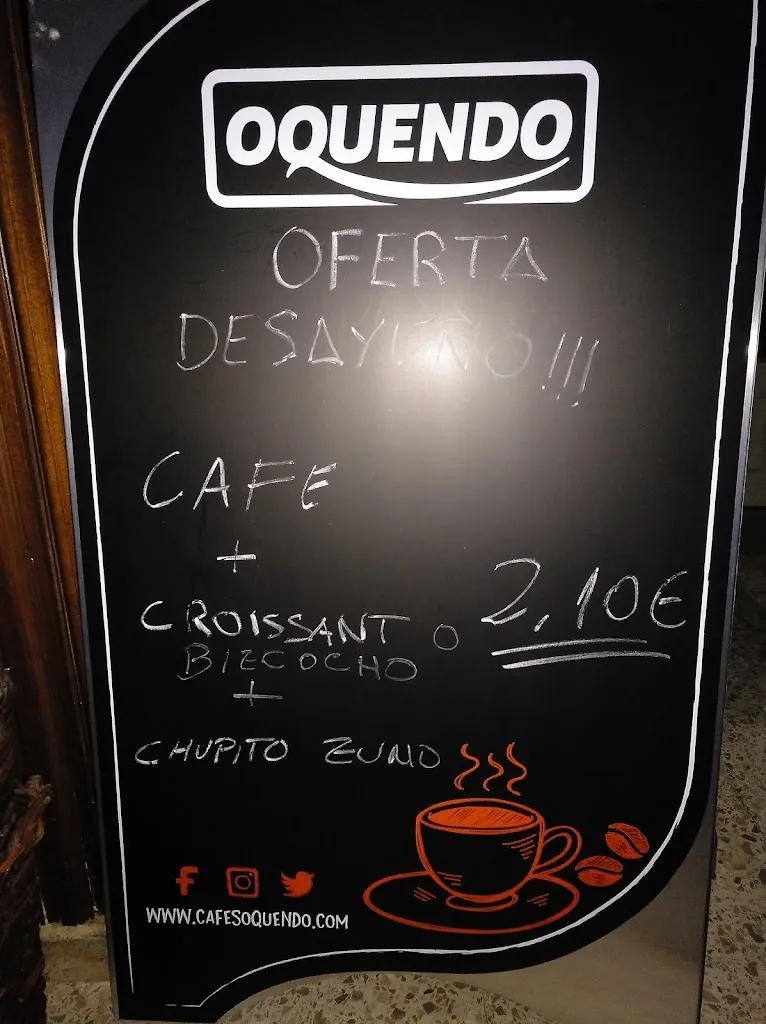 OQUENDO
OFERTA
DESAYUNO!!!
CAFE
+
CROISSANT O
BIZCOCHO
2,10€
+
CHUPITO ZUMO
WWW.CAFESOQUENDO.COM